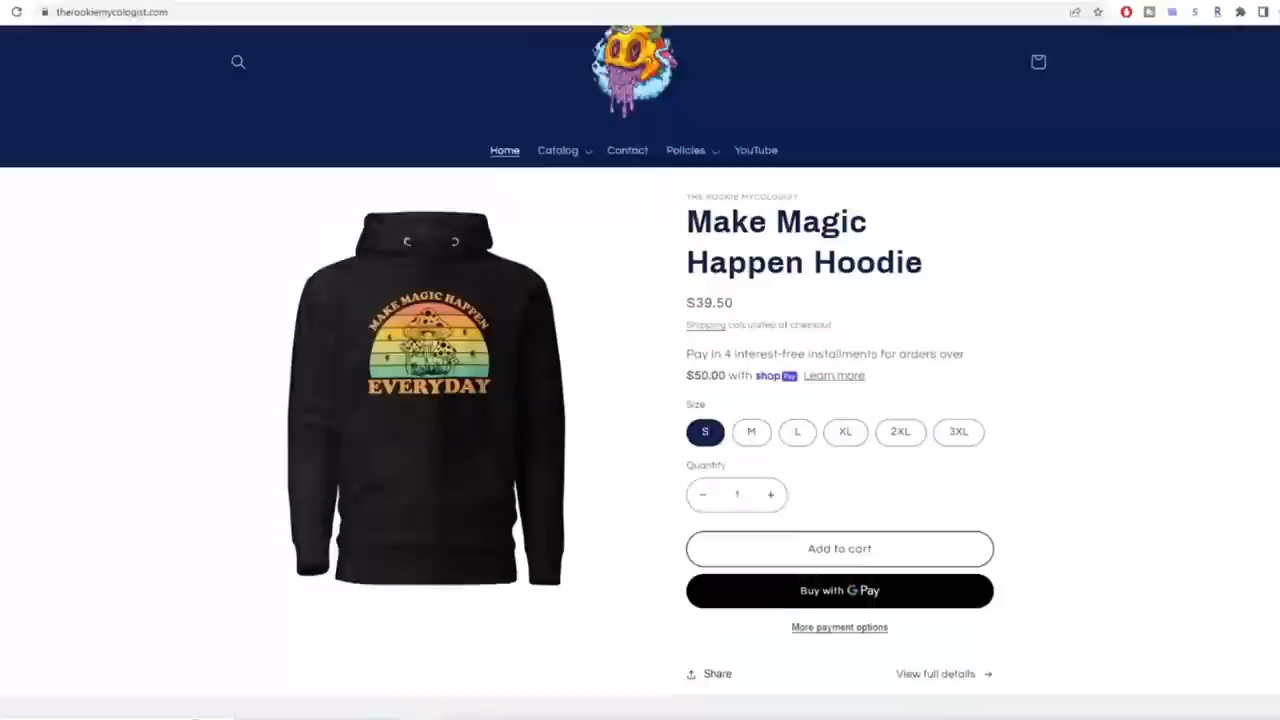 therookiemycologist.com
Home Catalog Contact Policies YouTube
MAKE MAGIC HAPPEN
EVERYDAY
THE ROOKIE MYCOLOGIST
Make Magic
Happen Hoodie
$39.50
Shipping calculated at checkout
Pay in 4 interest-free installments for orders over
$50.00 with shop Pay Learn more
Size
S M L XL 2XL 3XL
Quantity
− 1 +
Add to cart
Buy with G Pay
More payment options
Share View full details →